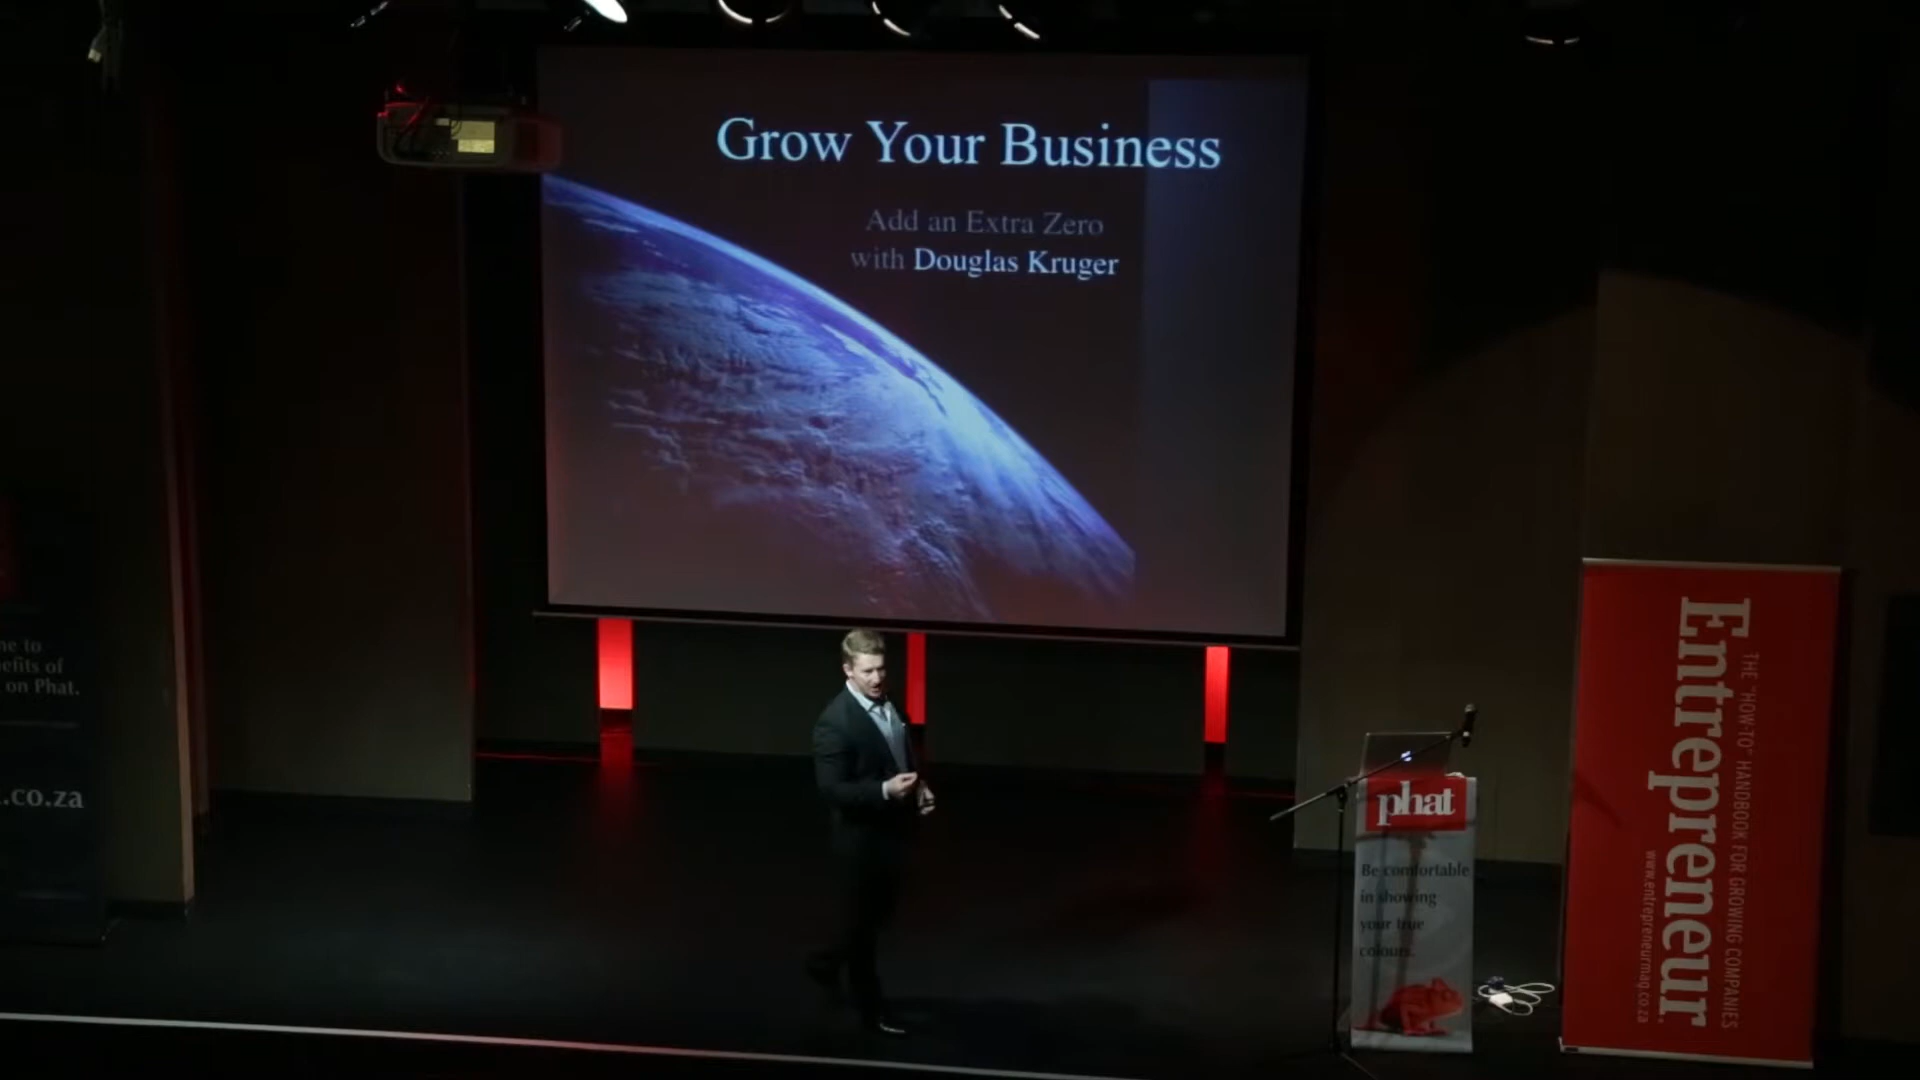 Grow Your Business
Add an Extra Zero
with Douglas Kruger
on Phat.
.co.za
phat
Be comfortable
in showing
your true
colours.
Entrepreneur
THE "HOW-TO" HANDBOOK FOR GROWING COMPANIES
www.entrepreneurmag.co.za